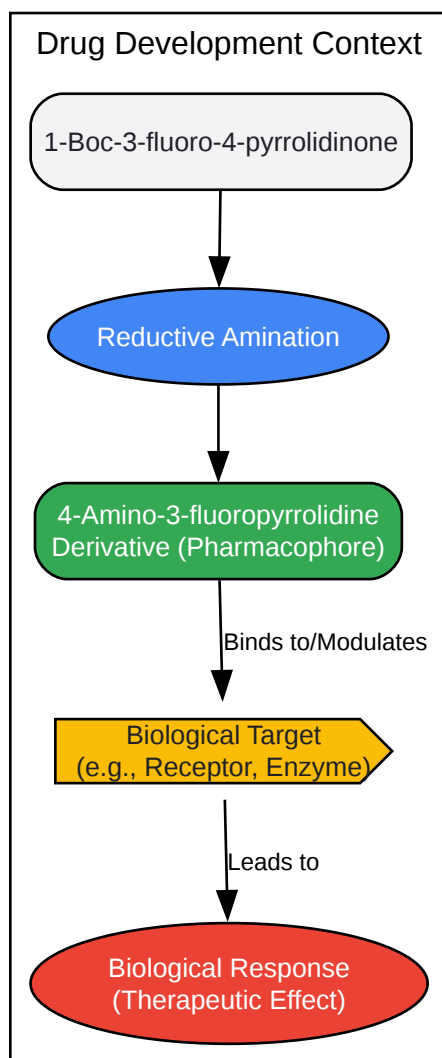 Drug Development Context
1-Boc-3-fluoro-4-pyrrolidinone
Reductive Amination
4-Amino-3-fluoropyrrolidine
Derivative (Pharmacophore)
Binds to/Modulates
Biological Target
(e.g., Receptor, Enzyme)
Leads to
Biological Response
(Therapeutic Effect)